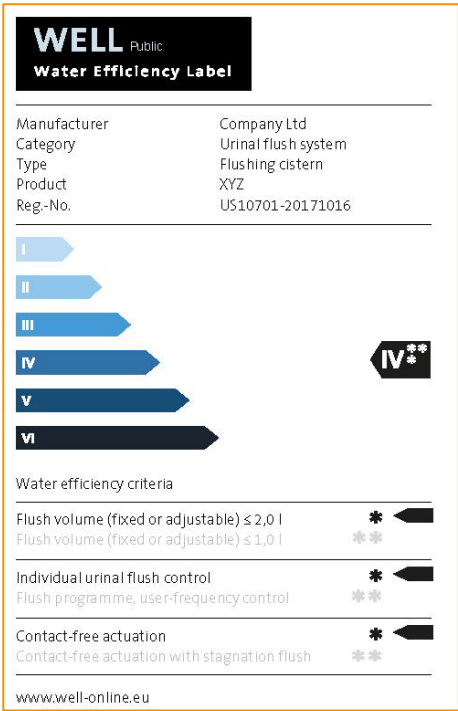 WELL Public
Water Efficiency Label
Manufacturer Company Ltd
Category Urinal flush system
Type Flushing cistern
Product XYZ
Reg.-No. US10701-20171016
I
II
III
IV IV***
V
VI
Water efficiency criteria
Flush volume (fixed or adjustable) ≤ 2,0 l *
Flush volume (fixed or adjustable) ≤ 1,0 l **
Individual urinal flush control *
Flush programme, user-frequency control **
Contact-free actuation *
Contact-free actuation with stagnation flush **
www.well-online.eu